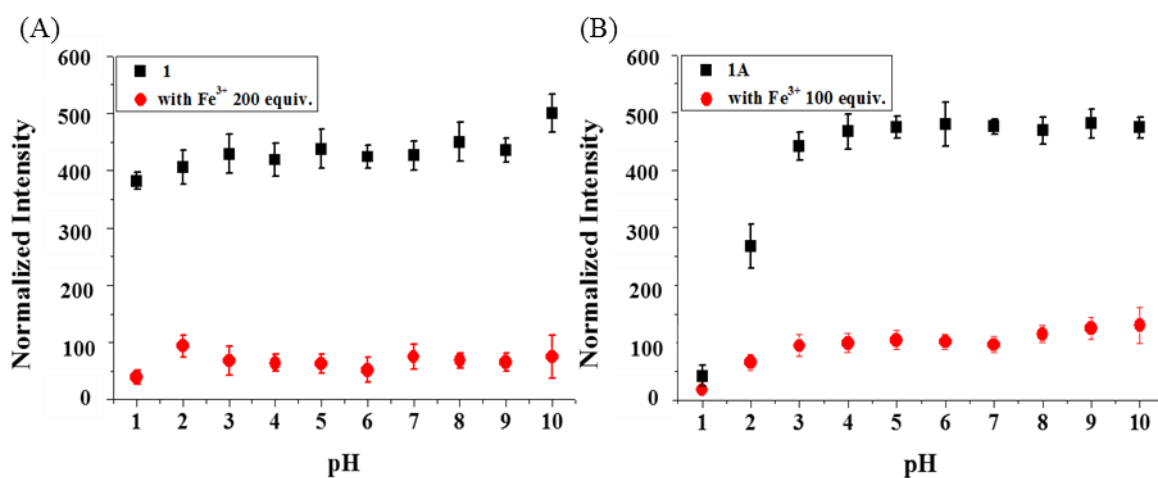 (A)
600
500
400
300
200
100
0
Normalized Intensity
1
with Fe³⁺ 200 equiv.
1 2 3 4 5 6 7 8 9 10
pH
(B)
600
500
400
300
200
100
0
Normalized Intensity
1A
with Fe³⁺ 100 equiv.
1 2 3 4 5 6 7 8 9 10
pH